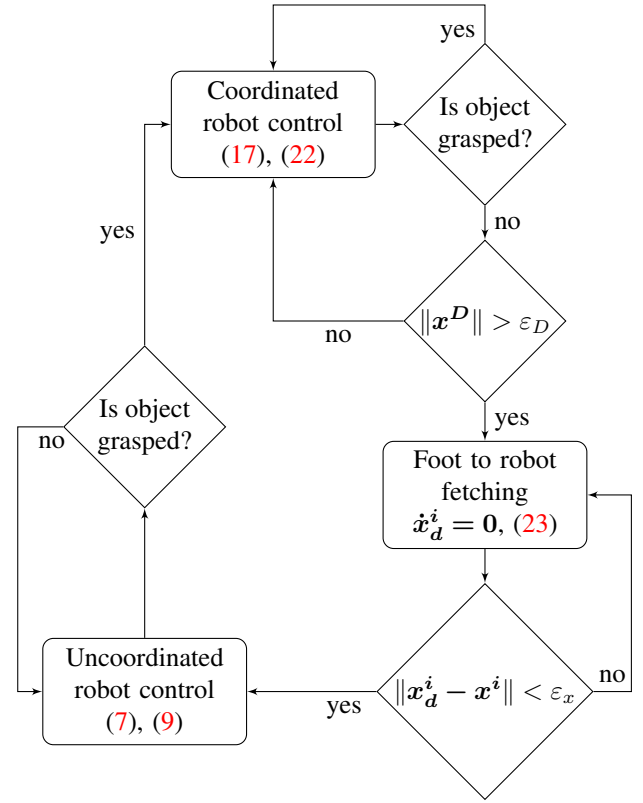 yes
Coordinated
robot control
(17), (22)
Is object
grasped?
yes
no
‖x^D‖ > ε_D
no
Is object
grasped?
no
yes
Foot to robot
fetching
ẋ_d^i = 0, (23)
Uncoordinated
robot control
(7), (9)
yes
‖x_d^i − x^i‖ < ε_x
no